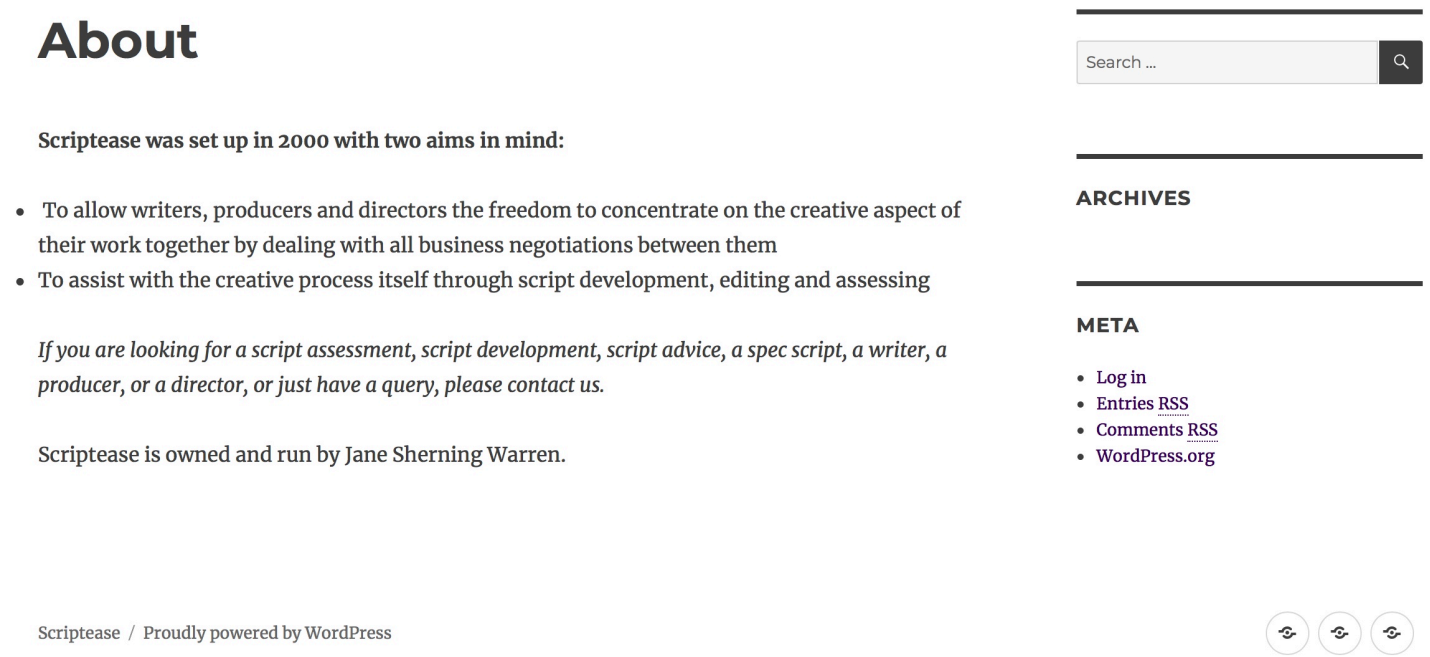 About
Scriptease was set up in 2000 with two aims in mind:
To allow writers, producers and directors the freedom to concentrate on the creative aspect of
their work together by dealing with all business negotiations between them
To assist with the creative process itself through script development, editing and assessing
If you are looking for a script assessment, script development, script advice, a spec script, a writer, a
producer, or a director, or just have a query, please contact us.
Scriptease is owned and run by Jane Sherning Warren.
Search ...
ARCHIVES
META
Log in
Entries RSS
Comments RSS
WordPress.org
Scriptease / Proudly powered by WordPress